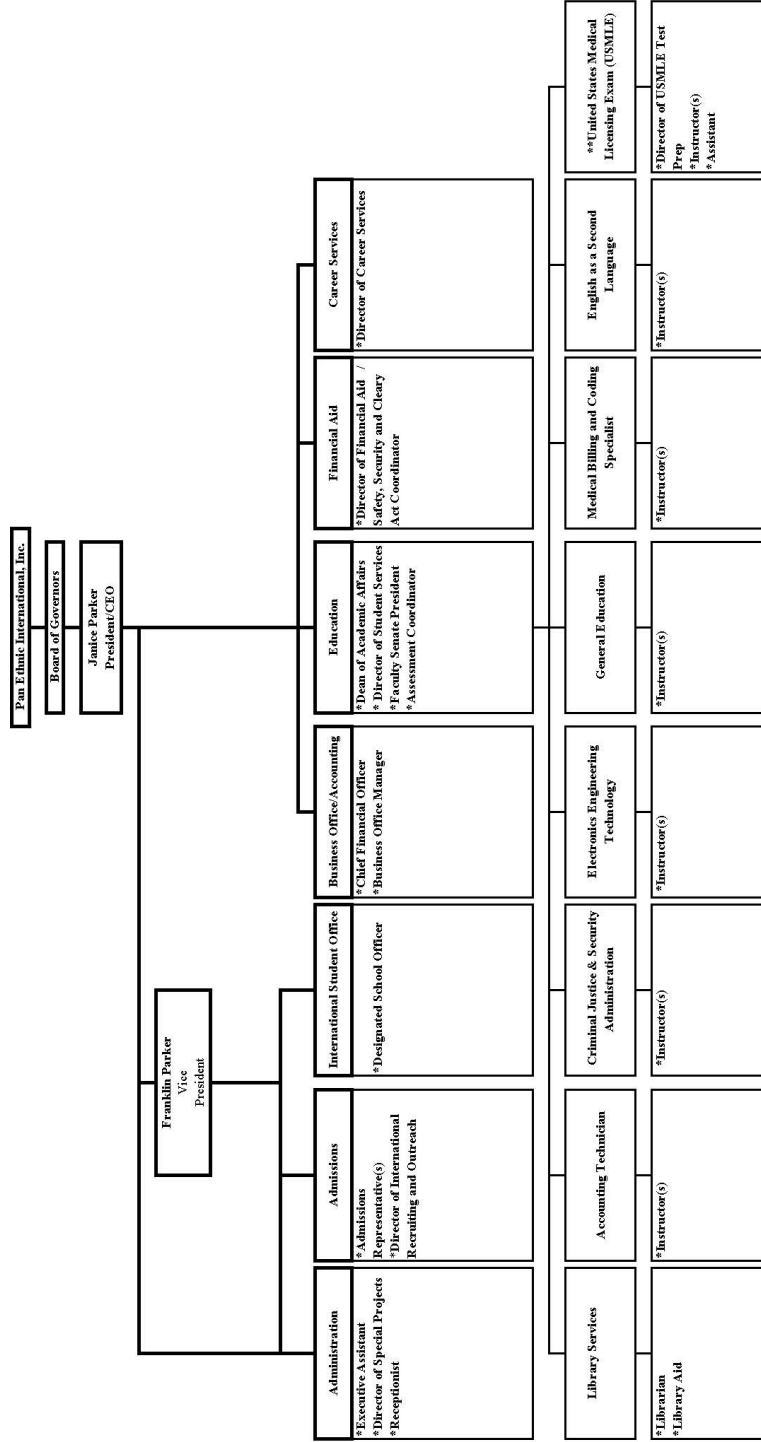 Pan Ethnic International, Inc.
Board of Governors
Janice Parker
President/CEO
Franklin Parker
Vice
President
Administration
*Executive Assistant
*Director of Special Projects
*Receptionist
Admissions
*Admissions
Representative(s)
*Director of International
Recruiting and Outreach
International Student Office
*Designated School Officer
Business Office/Accounting
*Chief Financial Officer
*Business Office Manager
Education
*Dean of Academic Affairs
* Director of Student Services
*Faculty Senate President
*Assessment Coordinator
Financial Aid
*Director of Financial Aid /
Safety, Security and Cleary
Act Coordinator
Career Services
*Director of Career Services
Library Services
*Librarian
*Library Aid
Accounting Technician
*Instructor(s)
Criminal Justice & Security
Administration
*Instructor(s)
Electronics Engineering
Technology
*Instructor(s)
General Education
*Instructor(s)
Medical Billing and Coding
Specialist
*Instructor(s)
English as a Second
Language
*Instructor(s)
**United States Medical
Licensing Exam (USMLE)
*Director of USMLE Test
Prep
*Instructor(s)
*Assistant